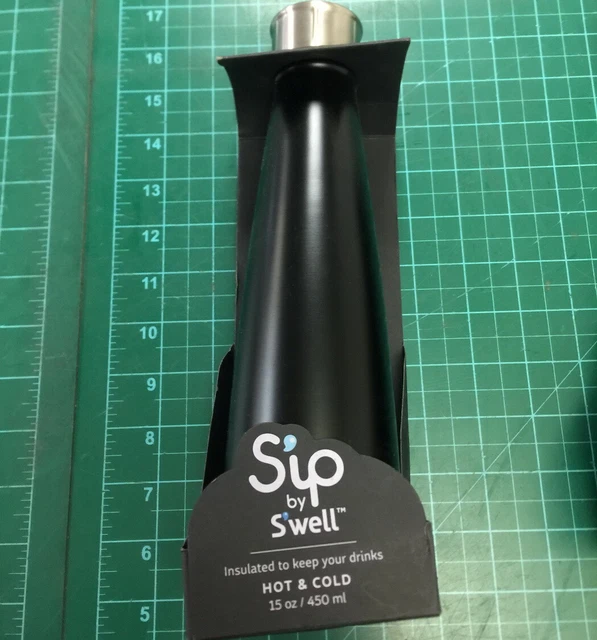 17
16
15
14
13
12
11
10
9
8
7
6
5
S'ip
by
S'well™
Insulated to keep your drinks
HOT & COLD
15 oz / 450 ml